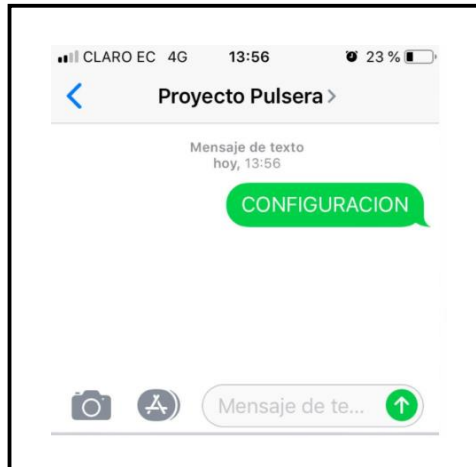 CLARO EC 4G 13:56 23 %
Proyecto Pulsera >
Mensaje de texto
hoy, 13:56
CONFIGURACION
Mensaje de te...